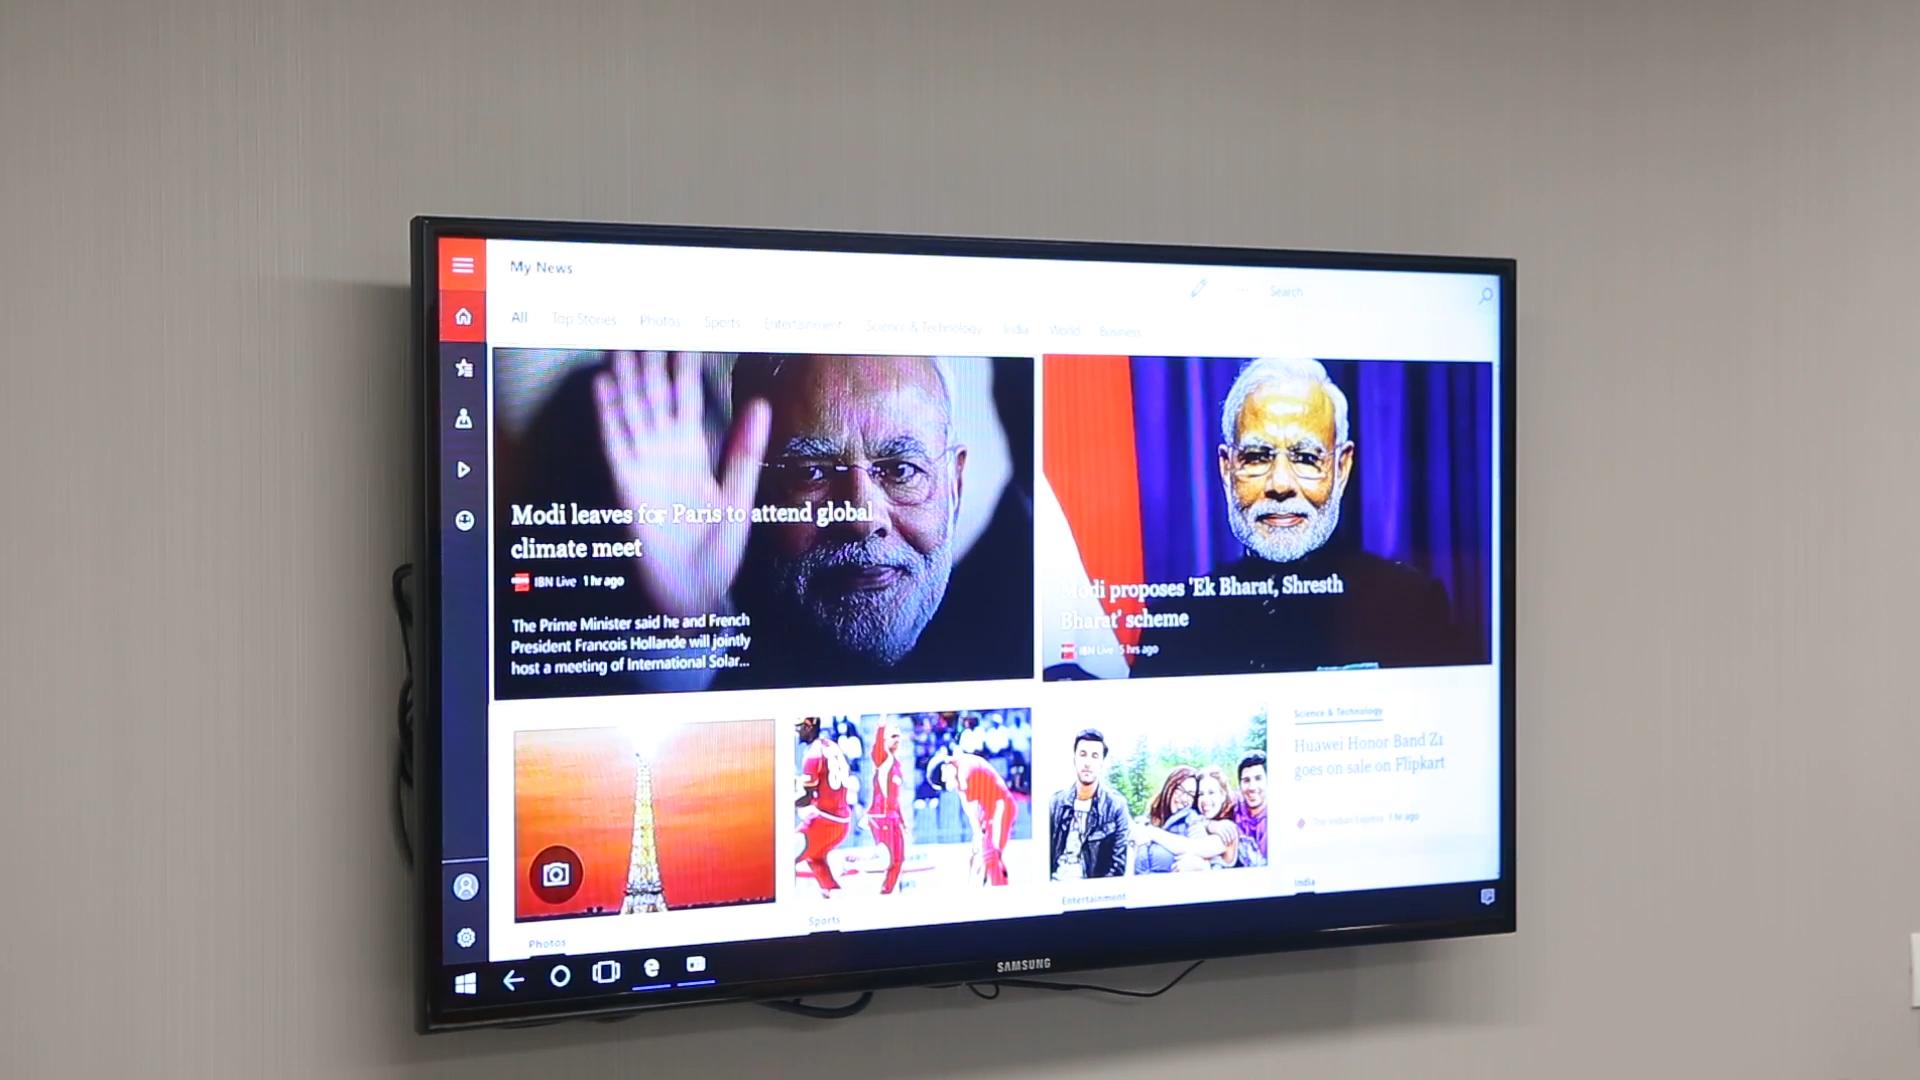 My News
Search
All Top Stories Photos Sports Entertainment Science & Technology India World Business
Modi leaves for Paris to attend global
climate meet
IBN Live 1 hr ago
The Prime Minister said he and French
President Francois Hollande will jointly
host a meeting of International Solar...
Modi proposes 'Ek Bharat, Shresth
Bharat' scheme
IBN Live 5 hrs ago
Photos
Sports
Entertainment
Science & Technology
Huawei Honor Band Z1
goes on sale on Flipkart
The Indian Express 1 hr ago
India
SAMSUNG